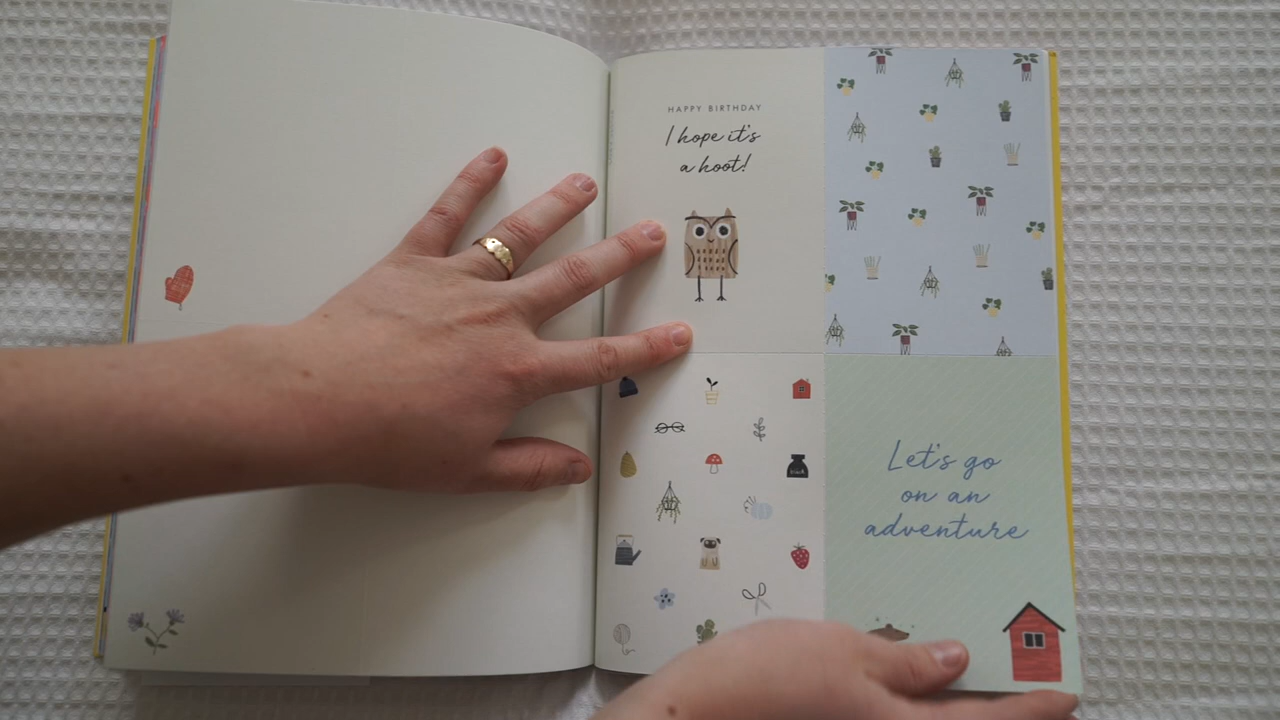 HAPPY BIRTHDAY
I hope it's
a hoot!
Let's go
on an
adventure